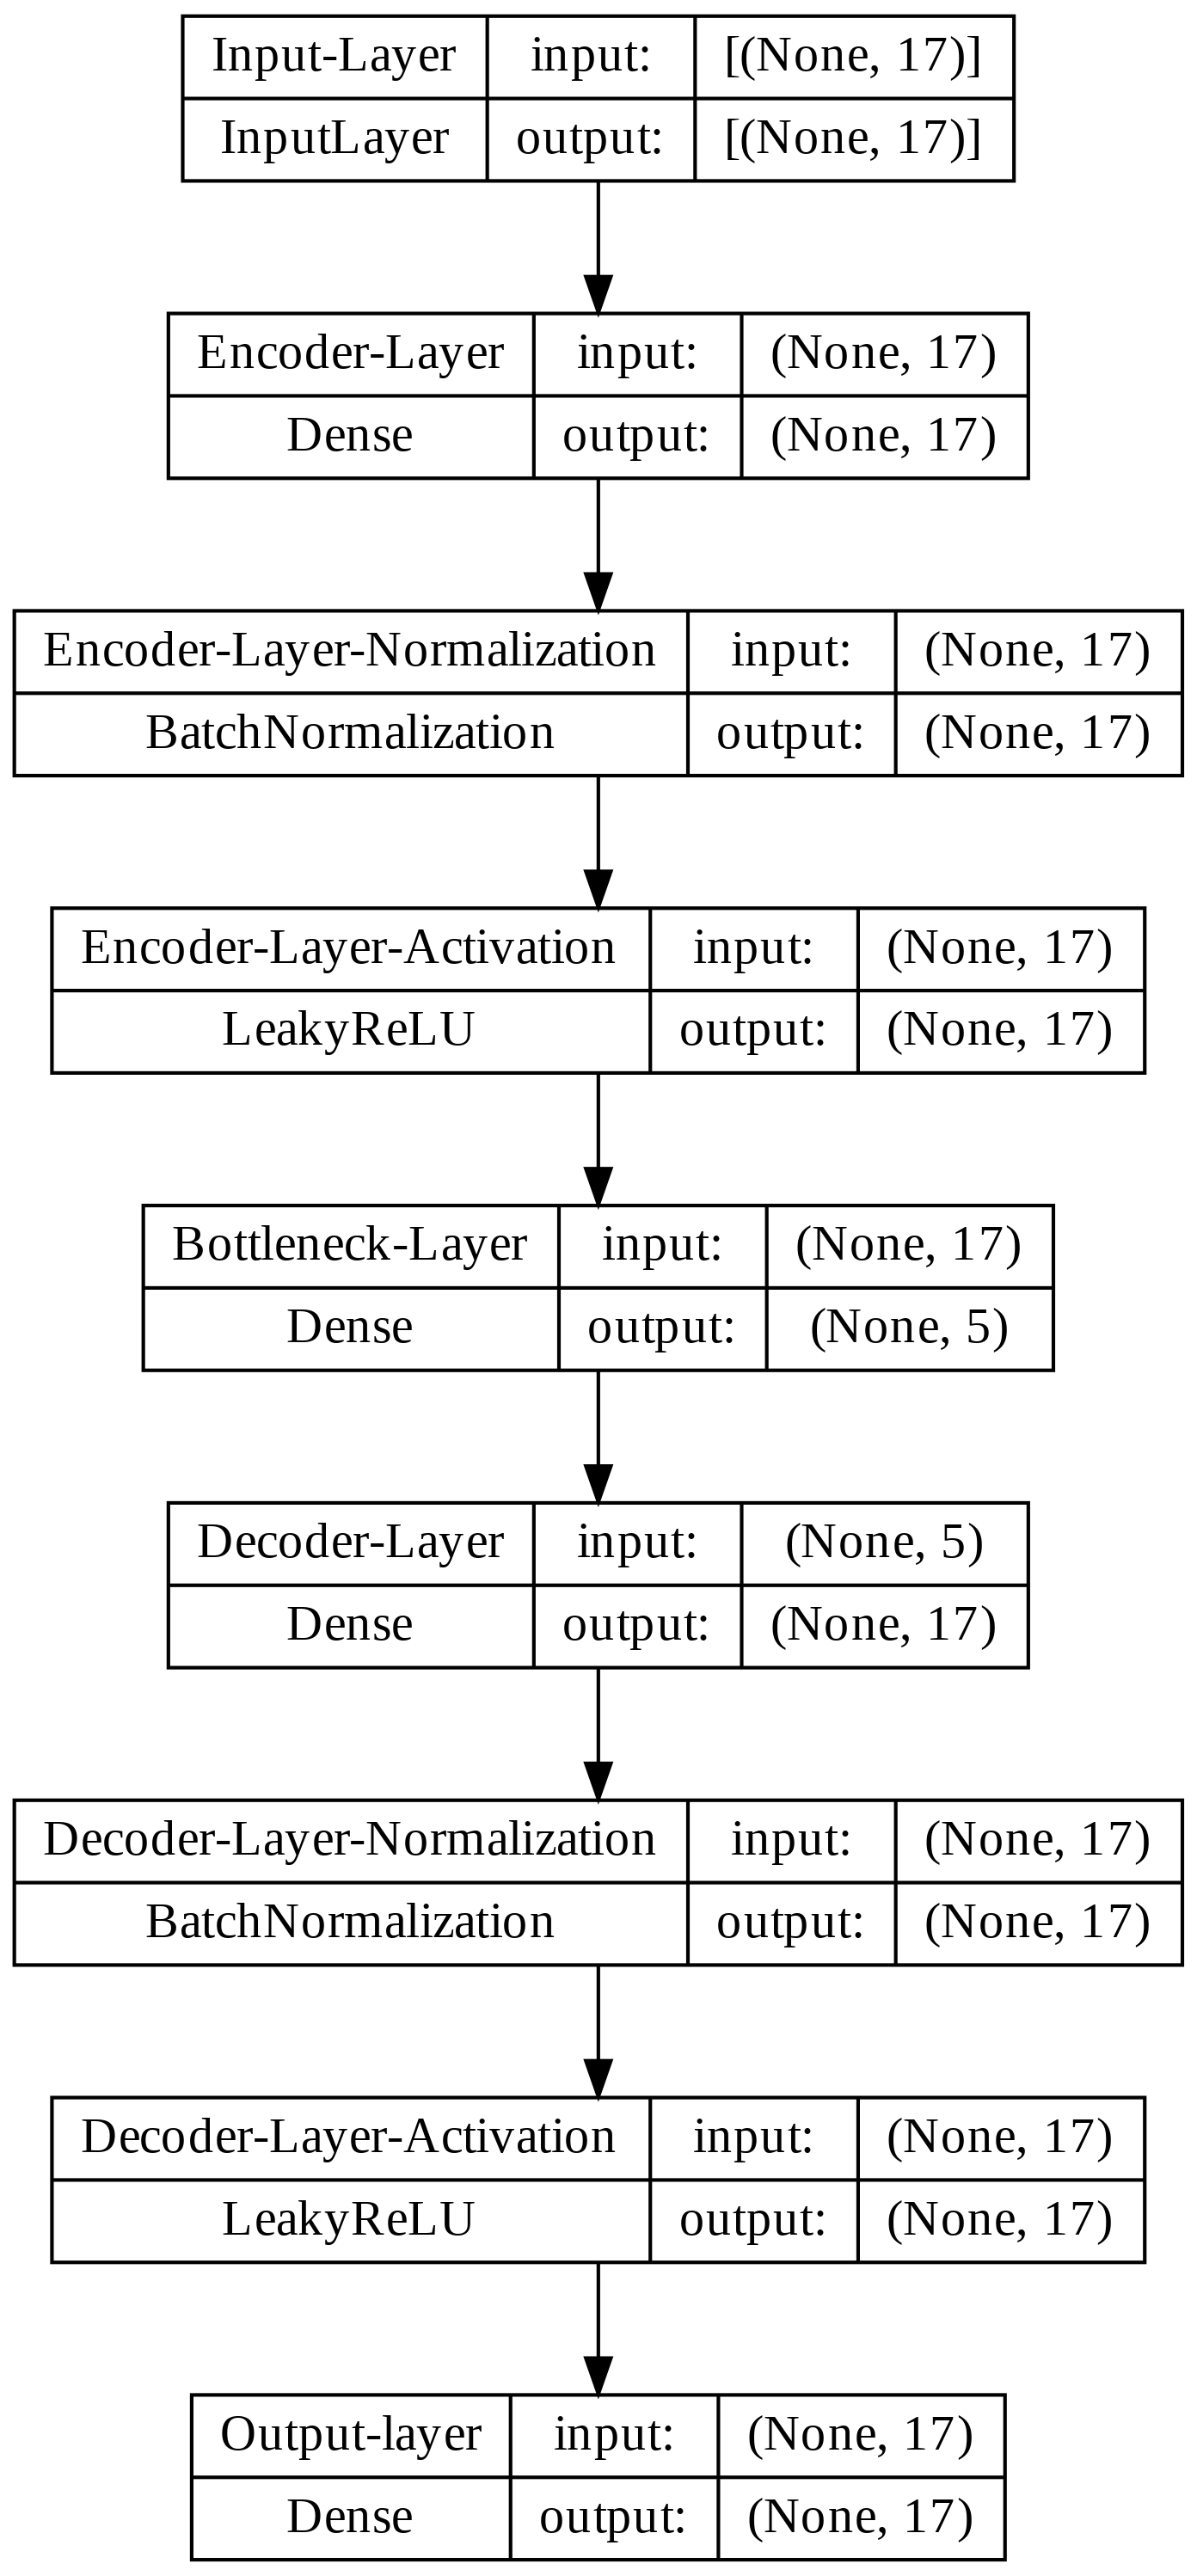 Input-Layer input: [(None, 17)]
InputLayer output: [(None, 17)]
Encoder-Layer input: (None, 17)
Dense output: (None, 17)
Encoder-Layer-Normalization input: (None, 17)
BatchNormalization output: (None, 17)
Encoder-Layer-Activation input: (None, 17)
LeakyReLU output: (None, 17)
Bottleneck-Layer input: (None, 17)
Dense output: (None, 5)
Decoder-Layer input: (None, 5)
Dense output: (None, 17)
Decoder-Layer-Normalization input: (None, 17)
BatchNormalization output: (None, 17)
Decoder-Layer-Activation input: (None, 17)
LeakyReLU output: (None, 17)
Output-layer input: (None, 17)
Dense output: (None, 17)